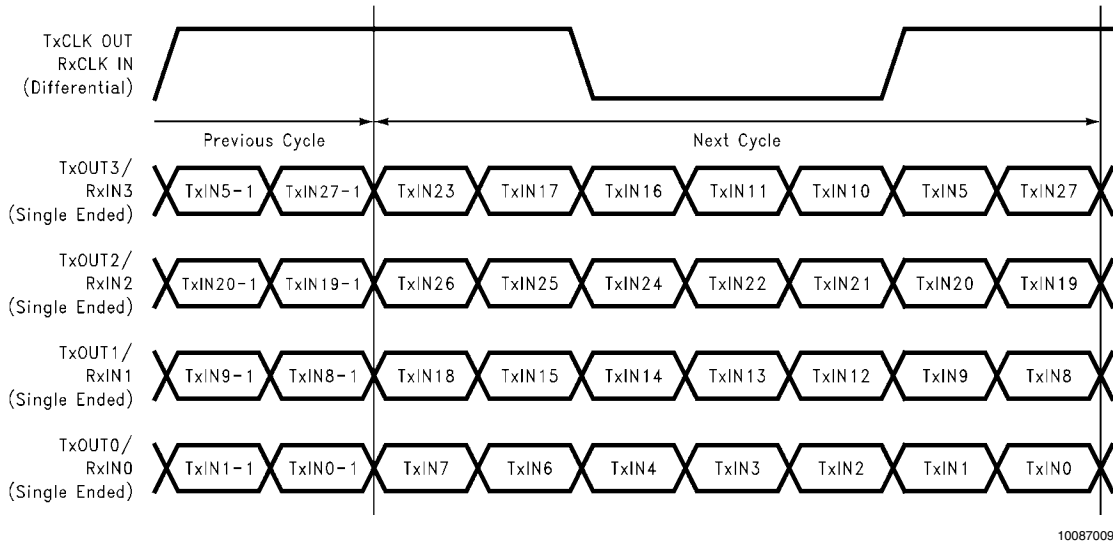 TxCLK OUT
RxCLK IN
(Differential)
Previous Cycle
Next Cycle
TxOUT3/
RxIN3
(Single Ended)
TxIN5-1 TxIN27-1 TxIN23 TxIN17 TxIN16 TxIN11 TxIN10 TxIN5 TxIN27
TxOUT2/
RxIN2
(Single Ended)
TxIN20-1 TxIN19-1 TxIN26 TxIN25 TxIN24 TxIN22 TxIN21 TxIN20 TxIN19
TxOUT1/
RxIN1
(Single Ended)
TxIN9-1 TxIN8-1 TxIN18 TxIN15 TxIN14 TxIN13 TxIN12 TxIN9 TxIN8
TxOUT0/
RxIN0
(Single Ended)
TxIN1-1 TxIN0-1 TxIN7 TxIN6 TxIN4 TxIN3 TxIN2 TxIN1 TxIN0
10087009